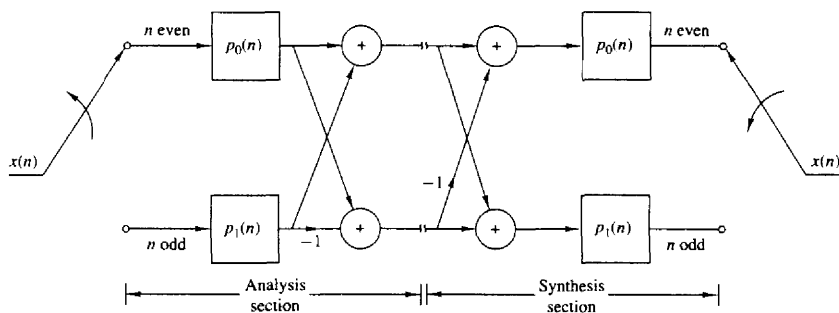 n even
p₀(n)
+
+
p₀(n)
n even
x(n)
−1
x(n)
n odd
p₁(n)
−1
+
+
p₁(n)
n odd
Analysis
section
Synthesis
section